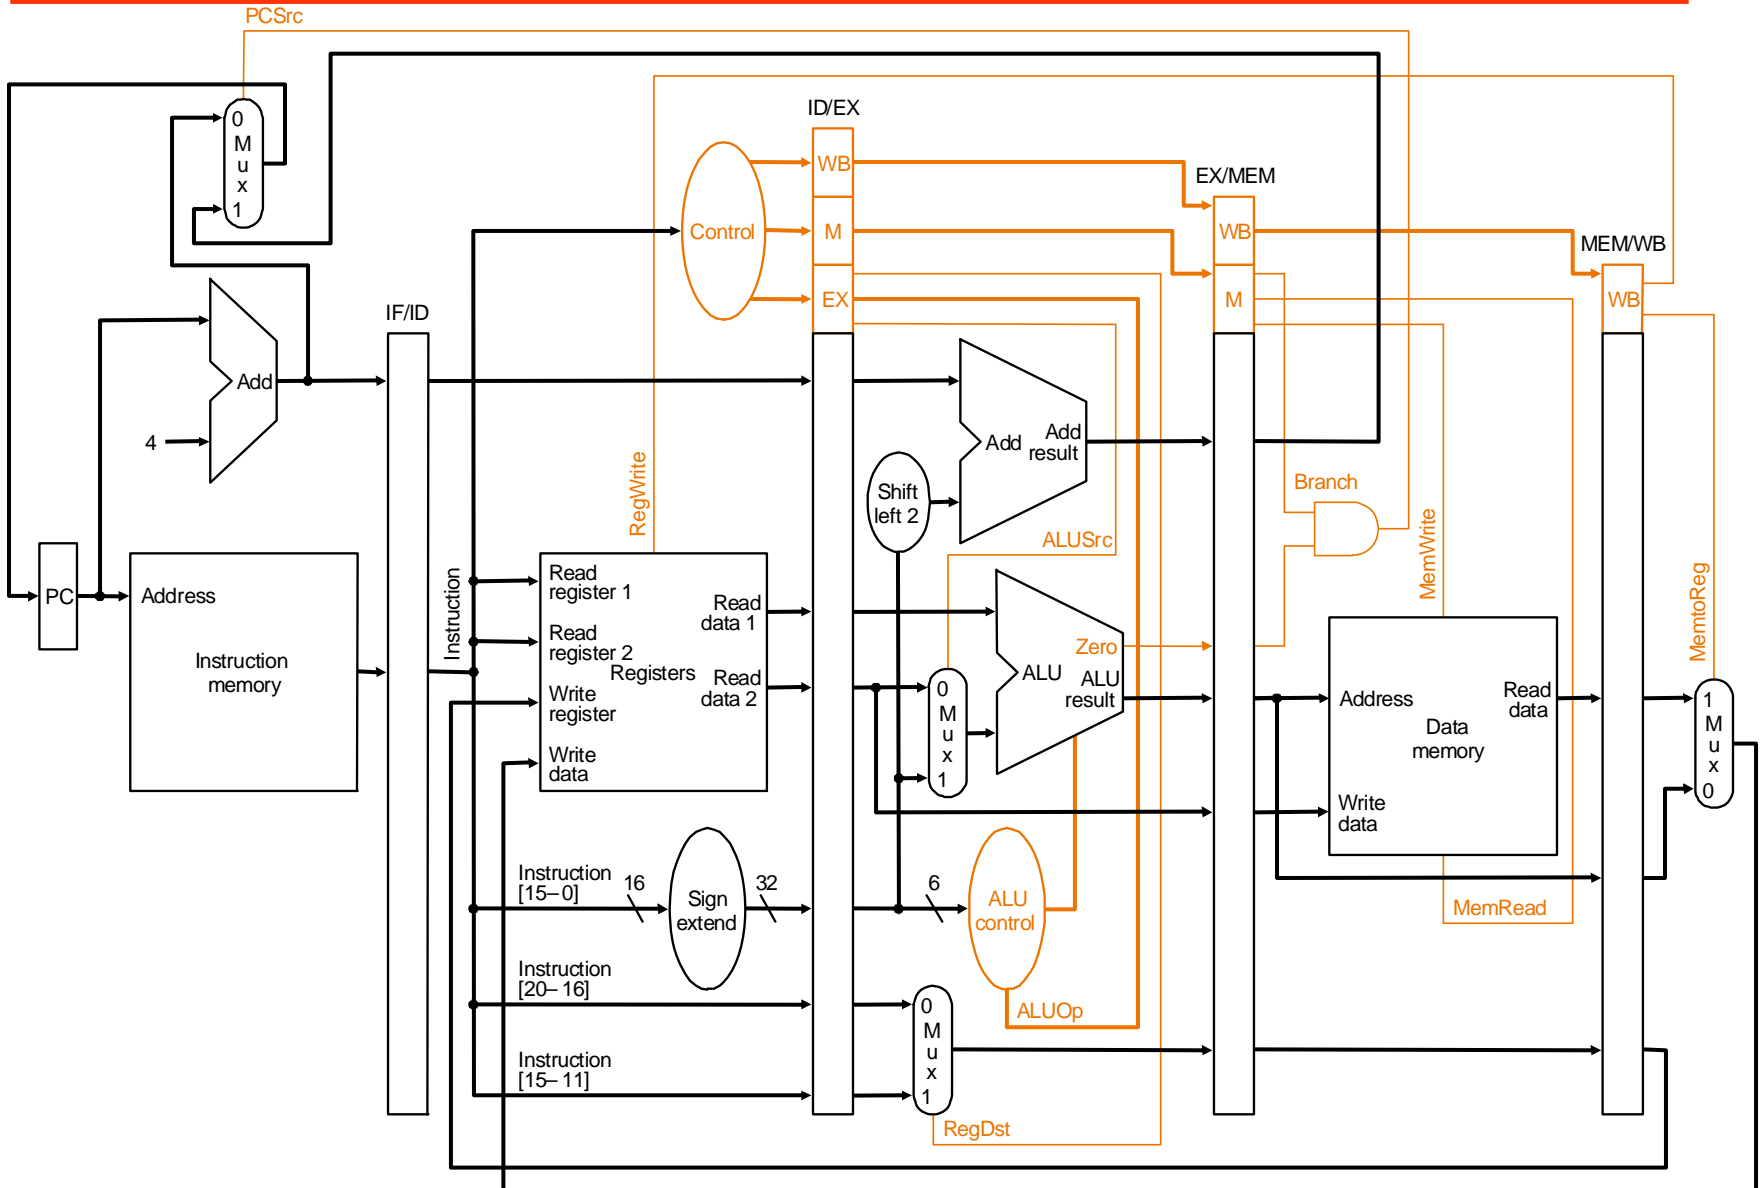 PCSrc
ID/EX
0
M
u
x
1
WB
EX/MEM
Control
M
WB
MEM/WB
EX
M
WB
IF/ID
Add
4
Add
Add
result
RegWrite
Shift
left 2
Branch
ALUSrc
MemWrite
PC
Address
Instruction
memory
Instruction
Read
register 1
Read
register 2
Write
register
Write
data
Registers
Read
data 1
Read
data 2
0
M
u
x
1
Zero
ALU
ALU
result
Address
Read
data
Data
memory
Write
data
MemtoReg
1
M
u
x
0
Instruction
[15–0]
16
Sign
extend
32
6
ALU
control
MemRead
Instruction
[20–16]
0
M
u
x
1
ALUOp
Instruction
[15–11]
RegDst